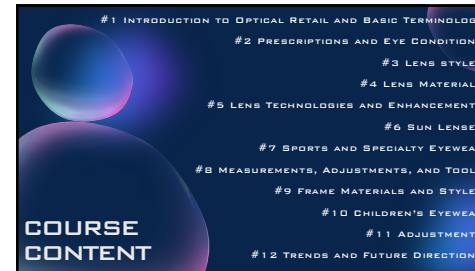 #1 Introduction to Optical Retail and Basic Terminolog
#2 Prescriptions and Eye Condition
#3 Lens style
#4 Lens Material
#5 Lens Technologies and Enhancement
#6 Sun Lense
#7 Sports and Specialty Eyewea
#8 Measurements, Adjustments, and Tool
#9 Frame Materials and Style
#10 Children's Eyewea
#11 Adjustment
#12 Trends and Future Direction
COURSE
CONTENT